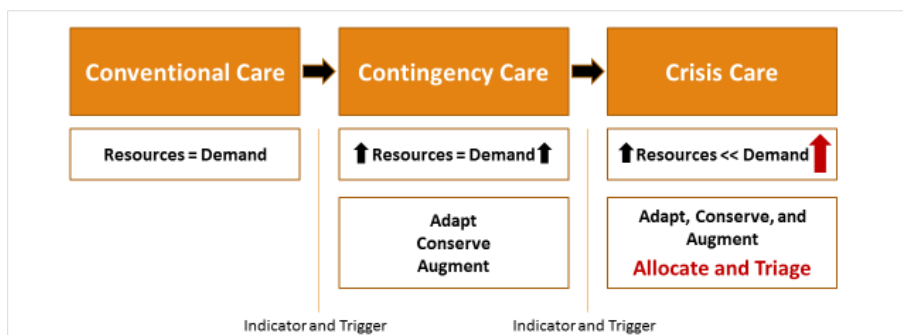 Conventional Care
Contingency Care
Crisis Care
Resources = Demand
Resources = Demand
Resources << Demand
Adapt
Conserve
Augment
Adapt, Conserve, and
Augment
Allocate and Triage
Indicator and Trigger
Indicator and Trigger